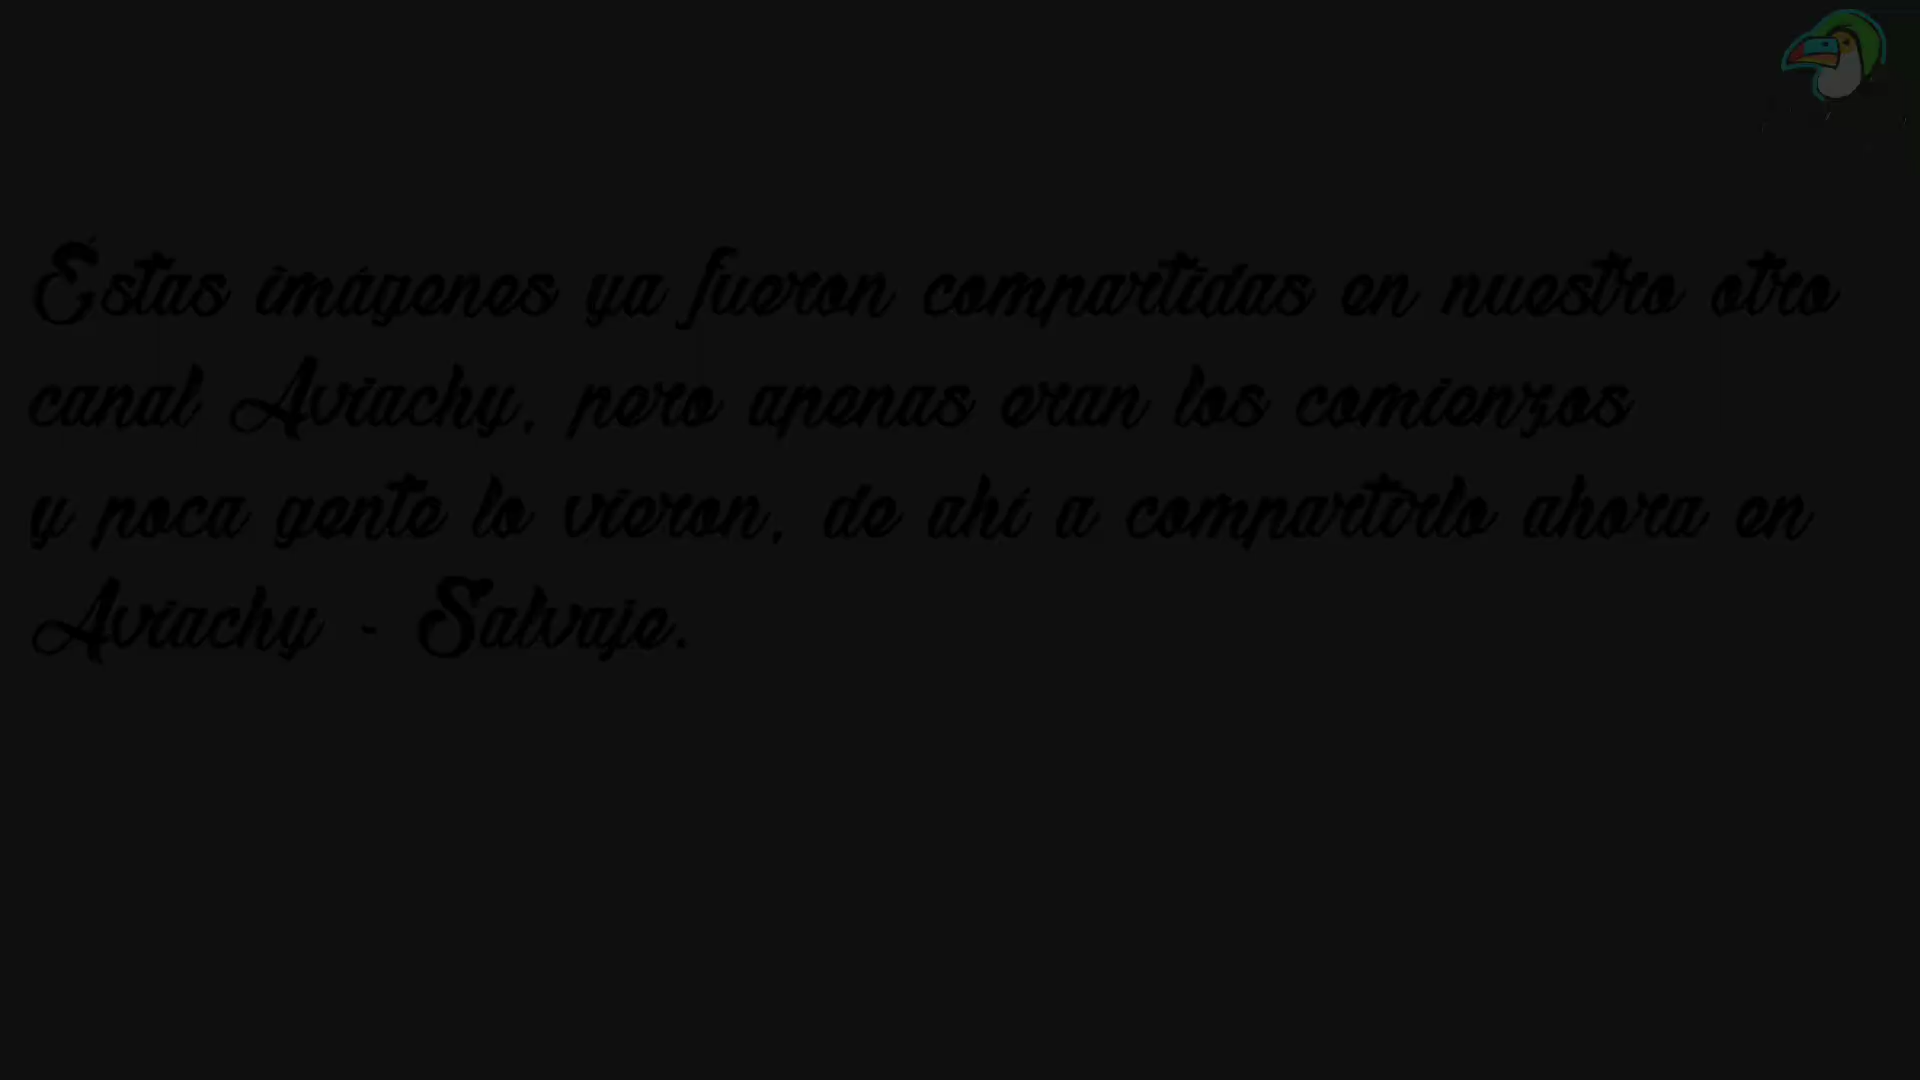 Éstas imágenes ya fueron compartidas en nuestro otro
canal Aviachy, pero apenas eran los comienzos
y poca gente lo vieron, de ahí a compartirlo ahora en
Aviachy - Salvaje.